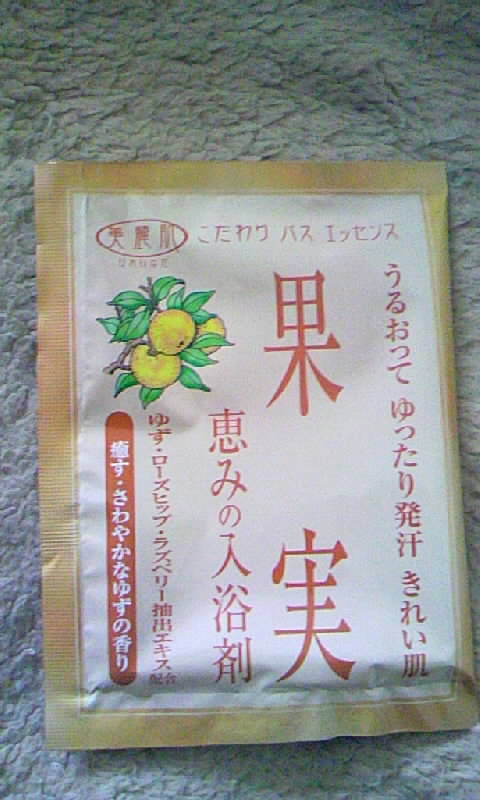 美麗肌
こだわり バス エッセンス
うるおって ゆったり発汗 きれい肌
果実
恵みの入浴剤
ゆず・ローズヒップ・ラズベリー抽出エキス配合
癒す・さわやかなゆずの香り